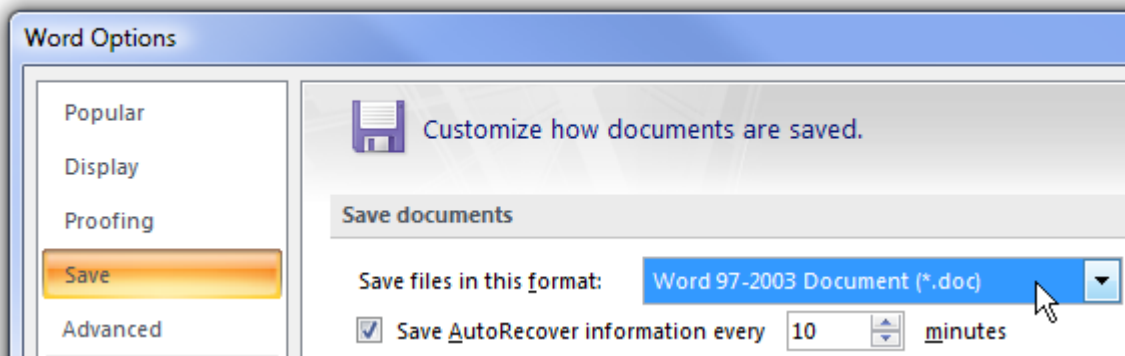 Word Options
Popular
Display
Proofing
Save
Advanced
Customize how documents are saved.
Save documents
Save files in this format: Word 97-2003 Document (*.doc)
Save AutoRecover information every 10 minutes